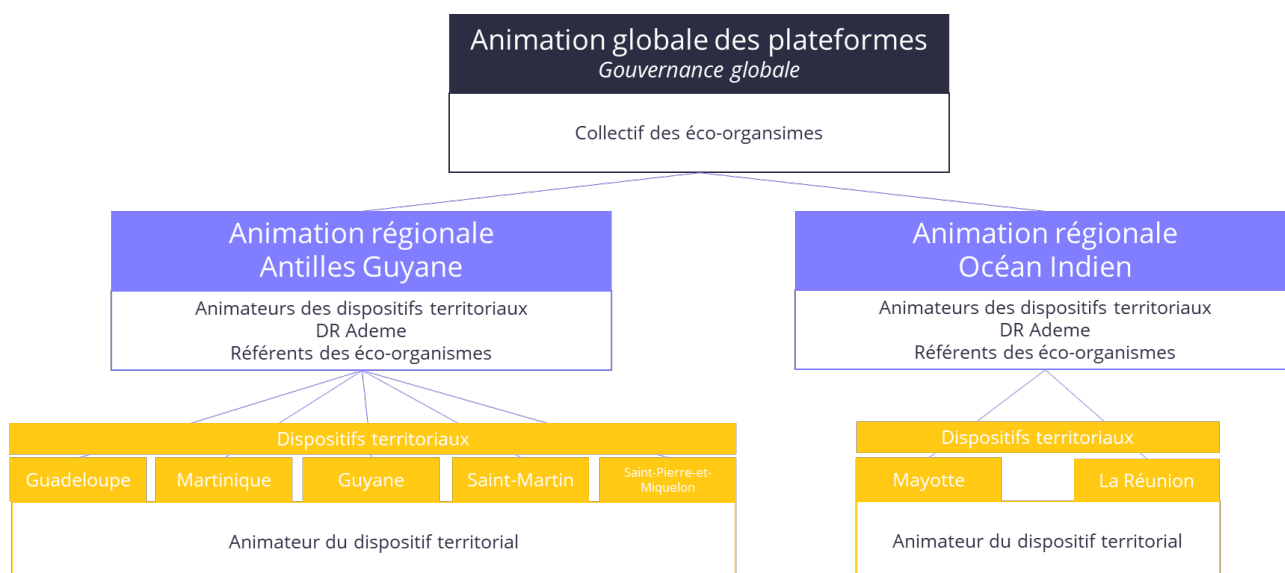 Animation globale des plateformes
Gouvernance globale
Collectif des éco-organsimes
Animation régionale
Antilles Guyane
Animateurs des dispositifs territoriaux
DR Ademe
Référents des éco-organismes
Animation régionale
Océan Indien
Animateurs des dispositifs territoriaux
DR Ademe
Référents des éco-organismes
Dispositifs territoriaux
Guadeloupe
Martinique
Guyane
Saint-Martin
Saint-Pierre-et-
Miquelon
Animateur du dispositif territorial
Dispositifs territoriaux
Mayotte
La Réunion
Animateur du dispositif territorial